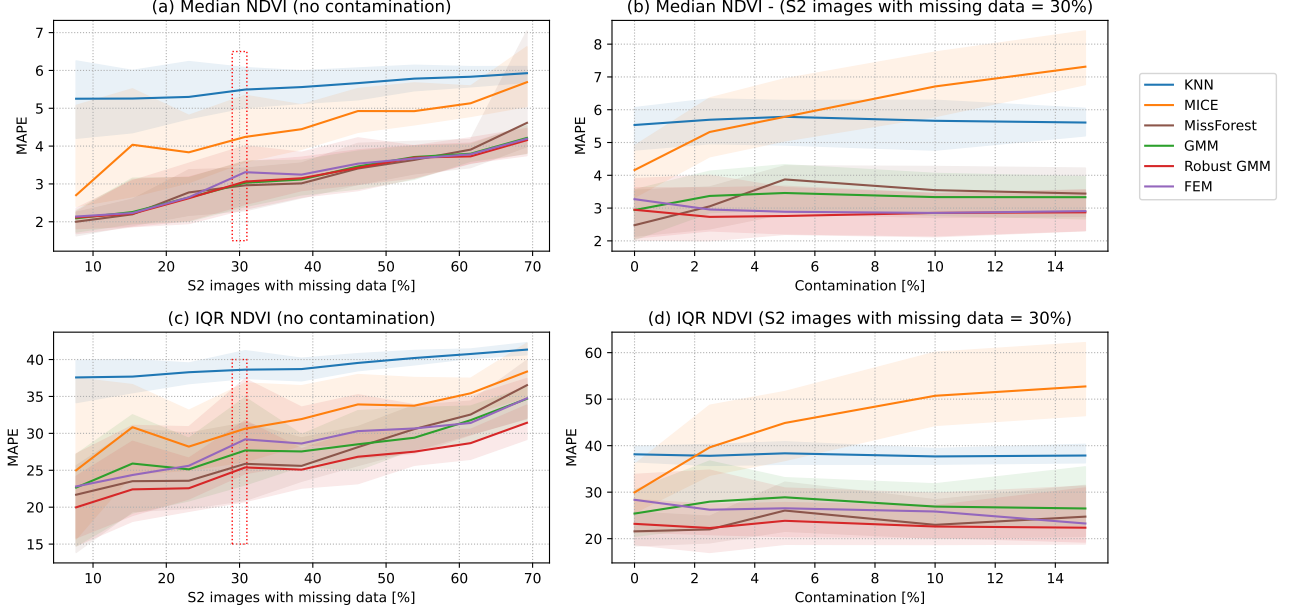 (a) Median NDVI (no contamination)
7
6
5
4
3
2
MAPE
10 20 30 40 50 60 70
S2 images with missing data [%]
(b) Median NDVI - (S2 images with missing data = 30%)
8
7
6
5
4
3
2
MAPE
0 2 4 6 8 10 12 14
Contamination [%]
KNN
MICE
MissForest
GMM
Robust GMM
FEM
(c) IQR NDVI (no contamination)
40
35
30
25
20
15
MAPE
10 20 30 40 50 60 70
S2 images with missing data [%]
(d) IQR NDVI (S2 images with missing data = 30%)
60
50
40
30
20
MAPE
0 2 4 6 8 10 12 14
Contamination [%]